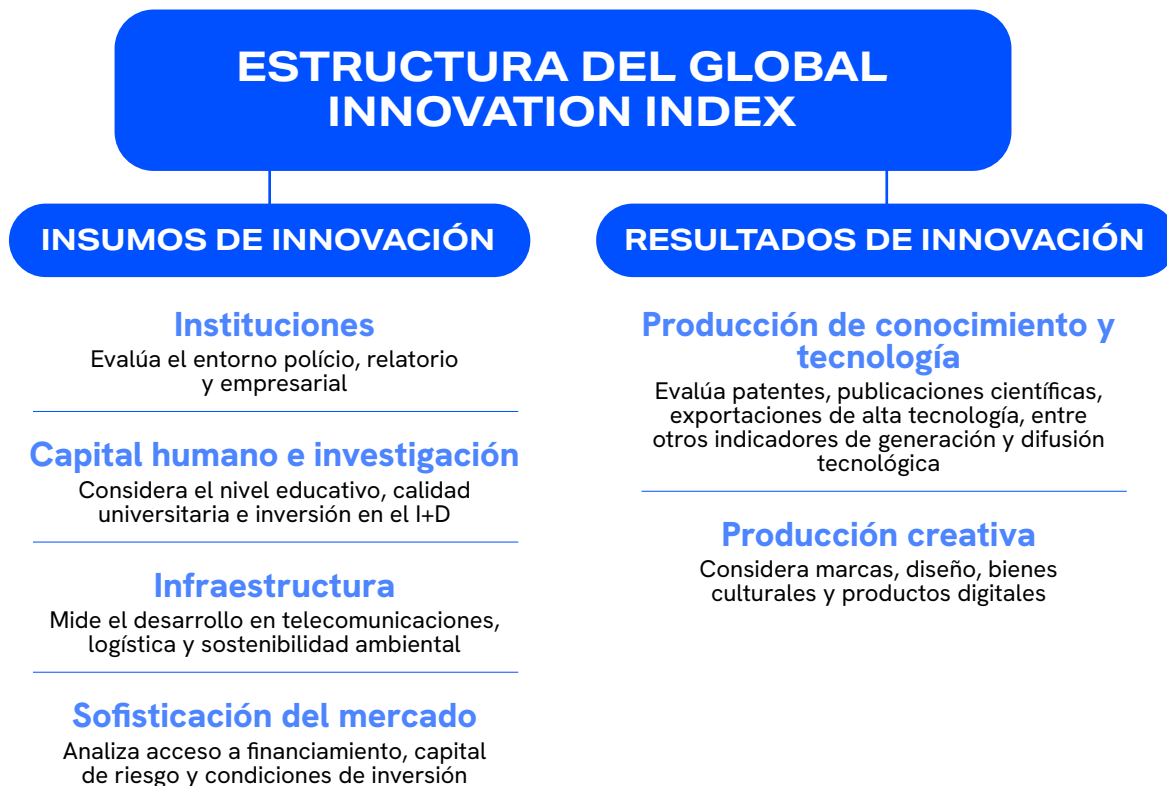 ESTRUCTURA DEL GLOBAL
INNOVATION INDEX
INSUMOS DE INNOVACIÓN
Instituciones
Evalúa el entorno polício, relatorio
y empresarial
Capital humano e investigación
Considera el nivel educativo, calidad
universitaria e inversión en el I+D
Infraestructura
Mide el desarrollo en telecomunicaciones,
logística y sostenibilidad ambiental
Sofisticación del mercado
Analiza acceso a financiamiento, capital
de riesgo y condiciones de inversión
RESULTADOS DE INNOVACIÓN
Producción de conocimiento y
tecnología
Evalúa patentes, publicaciones científicas,
exportaciones de alta tecnología, entre
otros indicadores de generación y difusión
tecnológica
Producción creativa
Considera marcas, diseño, bienes
culturales y productos digitales